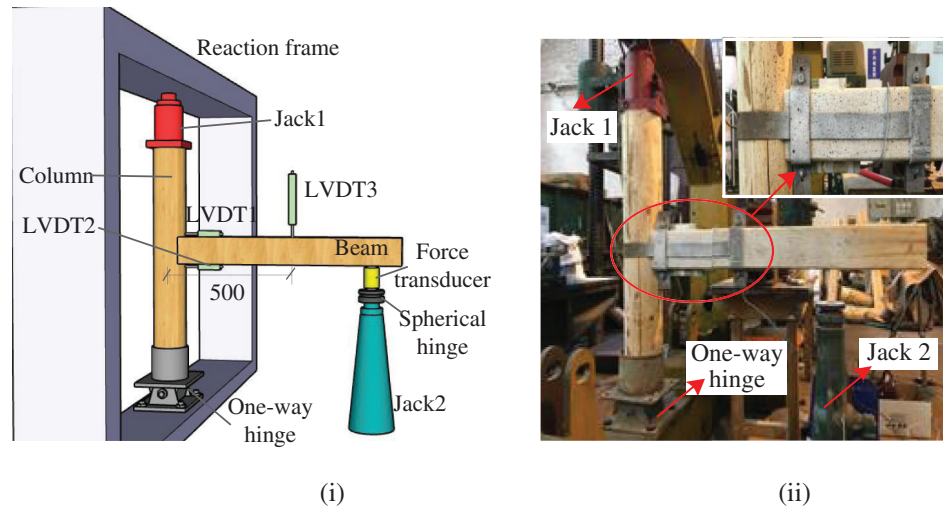 Reaction frame
Jack1
Column
LVDT3
LVDT1
LVDT2
Beam
Force
transducer
500
Spherical
hinge
One-way
hinge
Jack2
(i)
Jack 1
One-way
hinge
Jack 2
(ii)